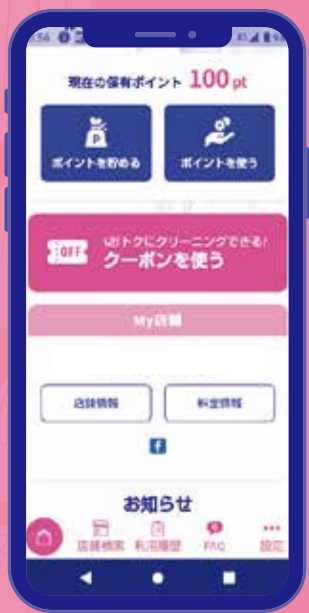 現在の保有ポイント 100 pt
P
ポイントを貯める
ポイントを使う
OFF
\おトクにクリーニングできる!
クーポンを使う
My店舗
店舗情報
料金情報
f
お知らせ
店舗検索
利用履歴
FAQ
設定